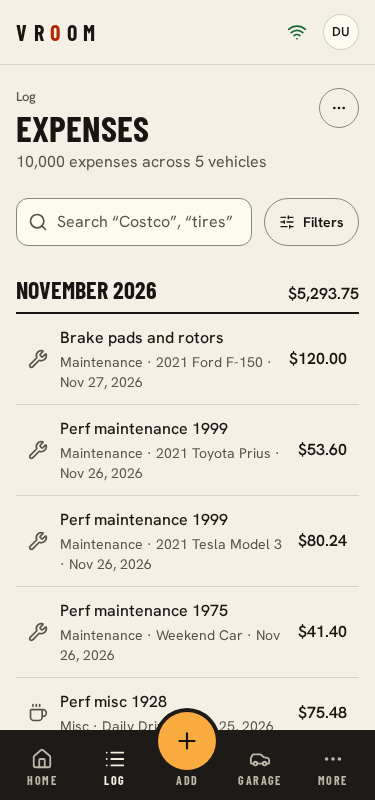 VROOM
DU
Log
EXPENSES
10,000 expenses across 5 vehicles
Search “Costco”, “tires”
Filters
NOVEMBER 2026
$5,293.75
Brake pads and rotors
Maintenance · 2021 Ford F-150 ·
Nov 27, 2026
$120.00
Perf maintenance 1999
Maintenance · 2021 Toyota Prius ·
Nov 26, 2026
$53.60
Perf maintenance 1999
Maintenance · 2021 Tesla Model 3
· Nov 26, 2026
$80.24
Perf maintenance 1975
Maintenance · Weekend Car · Nov
26, 2026
$41.40
Perf misc 1928
Misc · Daily 25, 2026
$75.48
HOME
LOG
ADD
GARAGE
MORE